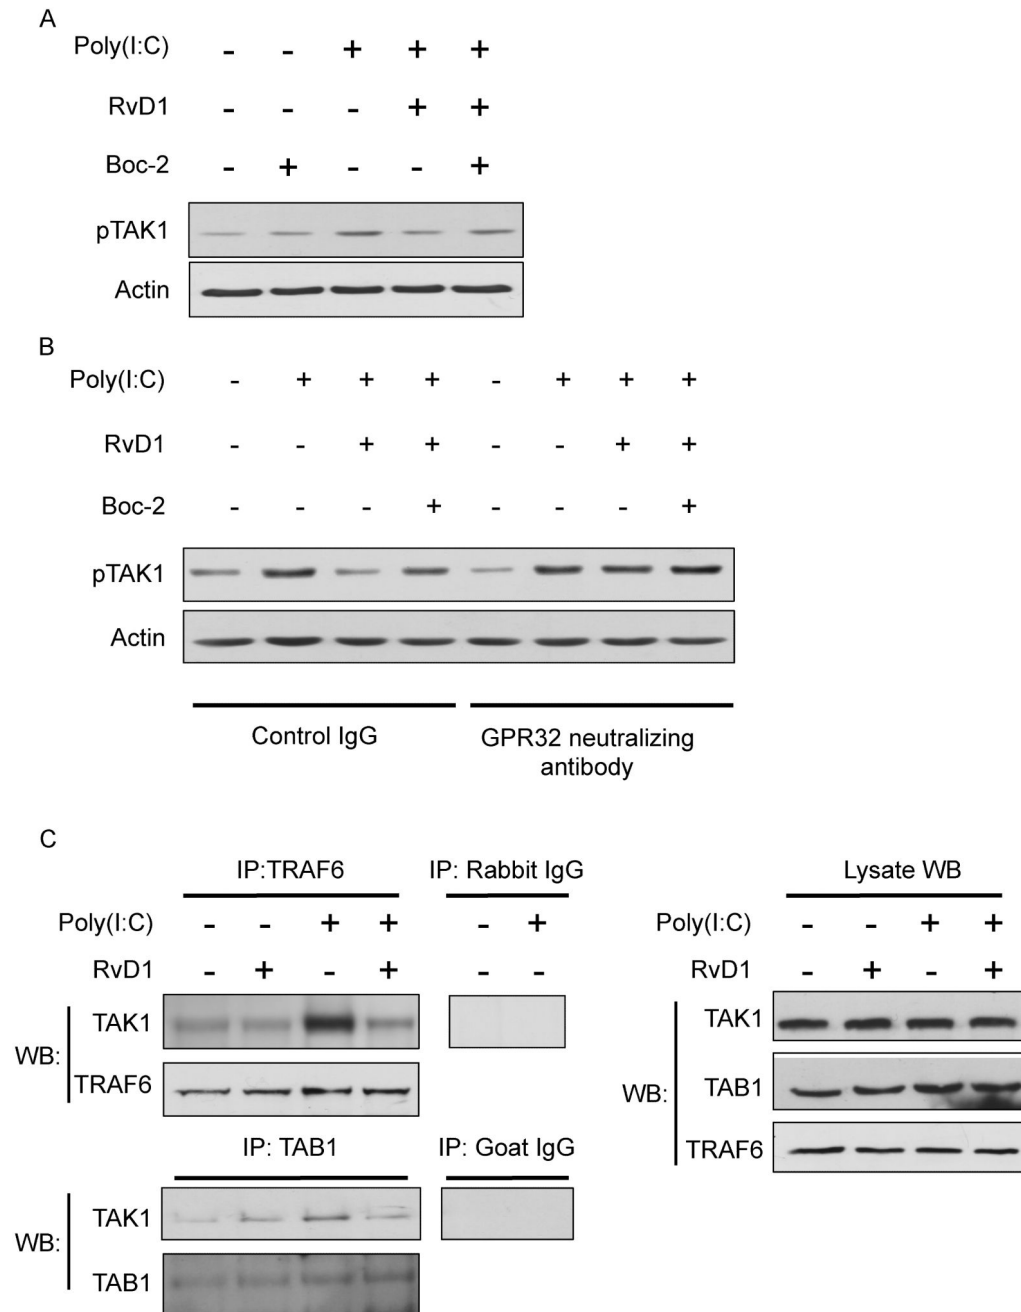 A
Poly(I:C) - - + + +
RvD1 - - - + +
Boc-2 - + - - +
pTAK1
Actin
B
Poly(I:C) - + + + - + + +
RvD1 - - + + - - + +
Boc-2 - - - + - - - +
pTAK1
Actin
Control IgG
GPR32 neutralizing
antibody
C
IP:TRAF6
IP: Rabbit IgG
Poly(I:C) - - + + - +
RvD1 - + - + - -
WB:
TAK1
TRAF6
IP: TAB1
IP: Goat IgG
WB:
TAK1
TAB1
Lysate WB
Poly(I:C) - - + +
RvD1 - + - +
WB:
TAK1
TAB1
TRAF6